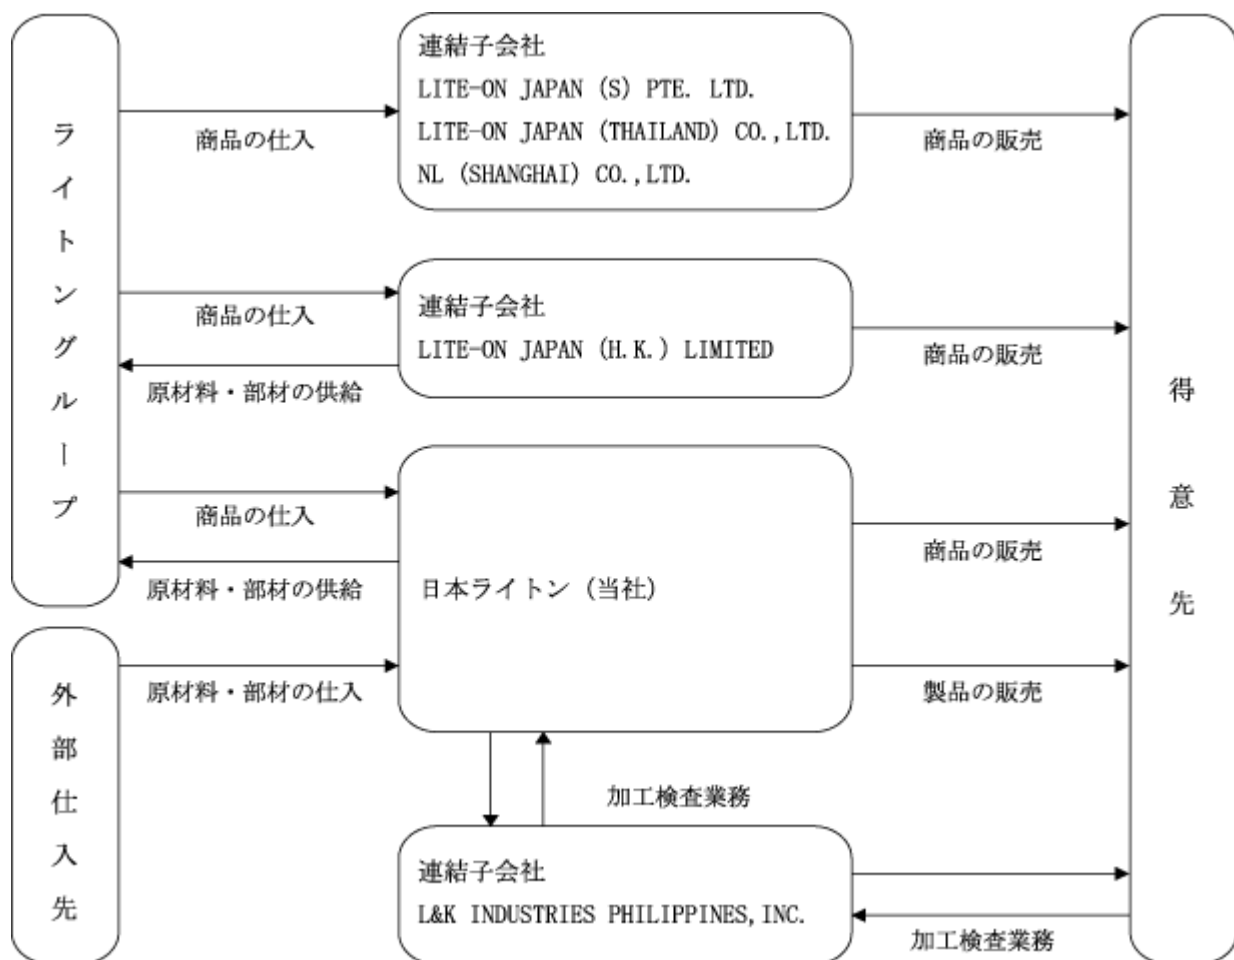 ライトングループ
商品の仕入
連結子会社
LITE-ON JAPAN (S) PTE. LTD.
LITE-ON JAPAN (THAILAND) CO.,LTD.
NL (SHANGHAI) CO.,LTD.
商品の販売
商品の仕入
原材料・部材の供給
連結子会社
LITE-ON JAPAN (H.K.) LIMITED
商品の販売
商品の仕入
原材料・部材の供給
日本ライトン (当社)
商品の販売
外部仕入先
原材料・部材の仕入
製品の販売
得意先
加工検査業務
連結子会社
L&K INDUSTRIES PHILIPPINES,INC.
加工検査業務